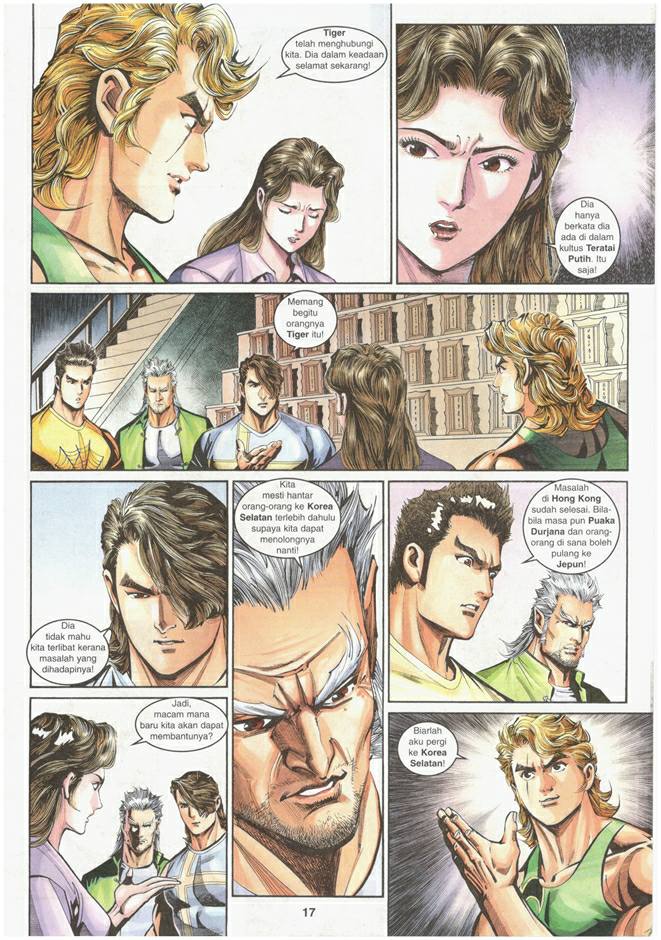 Tiger
telah menghubungi
kita. Dia dalam keadaan
selamat sekarang!
Dia
hanya
berkata dia
ada di dalam
kultus Teratai
Putih. Itu
saja!
Memang
begitu
orangnya
Tiger itu!
Dia
tidak mahu
kita terlibat kerana
masalah yang
dihadapinya!
Kita
mesti hantar
orang-orang ke Korea
Selatan terlebih dahulu
supaya kita dapat
menolongnya
nanti!
Masalah
di Hong Kong
sudah selesai. Bila-
bila masa pun Puaka
Durjana dan orang-
orang di sana boleh
pulang ke
Jepun!
Jadi,
macam mana
baru kita akan dapat
membantunya?
Biarlah
aku pergi
ke Korea
Selatan!
17